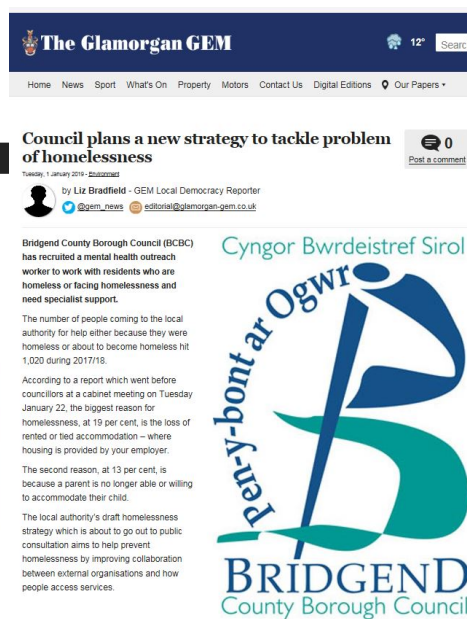 The Glamorgan GEM
12°
Searc
Home News Sport What's On Property Motors Contact Us Digital Editions Our Papers
Council plans a new strategy to tackle problem
of homelessness
0
Post a comment
Tuesday, 1 January 2019 - Environment
by Liz Bradfield - GEM Local Democracy Reporter
@gem_news editorial@glamorgan-gem.co.uk
Bridgend County Borough Council (BCBC)
has recruited a mental health outreach
worker to work with residents who are
homeless or facing homelessness and
need specialist support.
The number of people coming to the local
authority for help either because they were
homeless or about to become homeless hit
1,020 during 2017/18.
According to a report which went before
councillors at a cabinet meeting on Tuesday
January 22, the biggest reason for
homelessness, at 19 per cent, is the loss of
rented or tied accommodation – where
housing is provided by your employer.
The second reason, at 13 per cent, is
because a parent is no longer able or willing
to accommodate their child.
The local authority's draft homelessness
strategy which is about to go out to public
consultation aims to help prevent
homelessness by improving collaboration
between external organisations and how
people access services.
Cyngor Bwrdeistref Sirol
Pen-y-bont ar Ogwr
BRIDGEND
County Borough Council